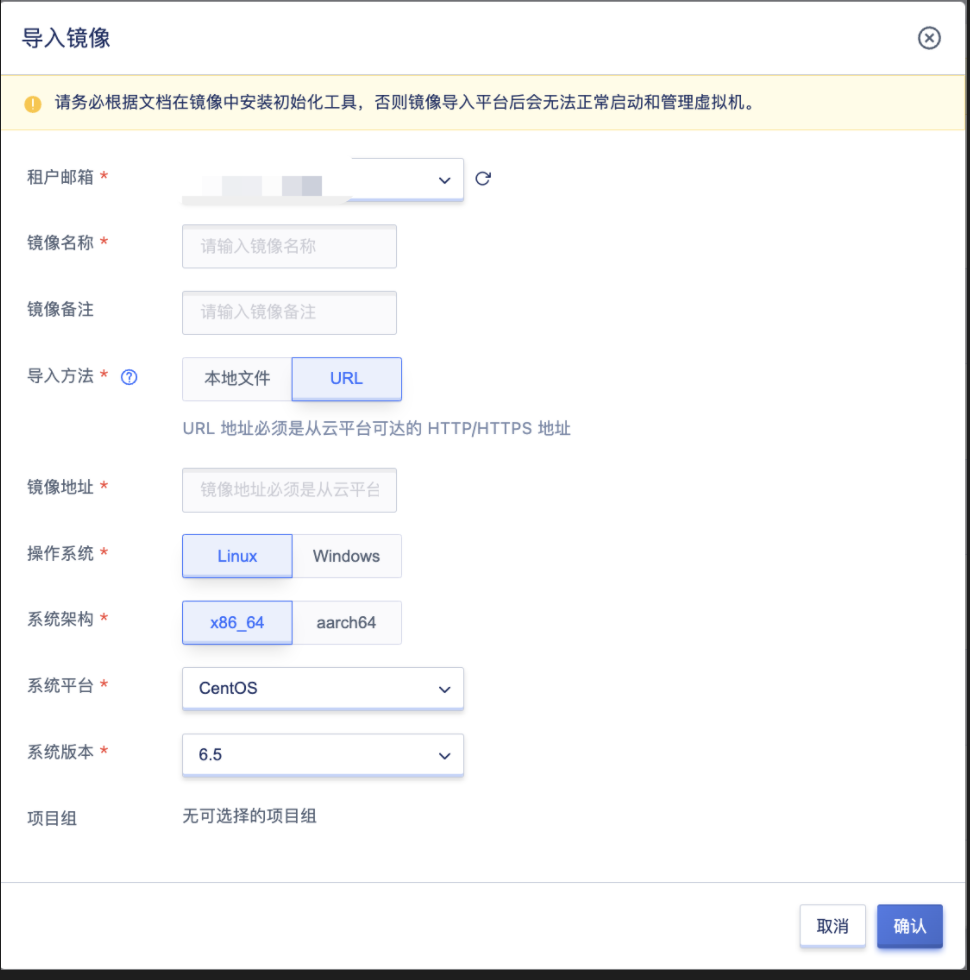 导入镜像
请务必根据文档在镜像中安装初始化工具，否则镜像导入平台后会无法正常启动和管理虚拟机。
租户邮箱 *
镜像名称 * 请输入镜像名称
镜像备注 请输入镜像备注
导入方法 * 本地文件 URL
URL 地址必须是从云平台可达的 HTTP/HTTPS 地址
镜像地址 * 镜像地址必须是从云平台
操作系统 * Linux Windows
系统架构 * x86_64 aarch64
系统平台 * CentOS
系统版本 * 6.5
项目组 无可选择的项目组
取消 确认